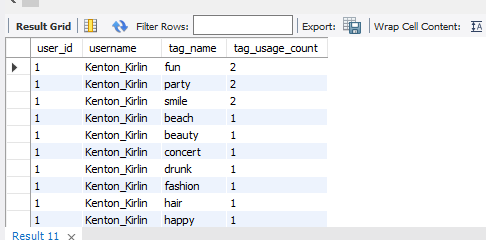 Result Grid Filter Rows: Export: Wrap Cell Content: IA
user_id username tag_name tag_usage_count
1 Kenton_Kirlin fun 2
1 Kenton_Kirlin party 2
1 Kenton_Kirlin smile 2
1 Kenton_Kirlin beach 1
1 Kenton_Kirlin beauty 1
1 Kenton_Kirlin concert 1
1 Kenton_Kirlin drunk 1
1 Kenton_Kirlin fashion 1
1 Kenton_Kirlin hair 1
1 Kenton_Kirlin happy 1
Result 11 ×